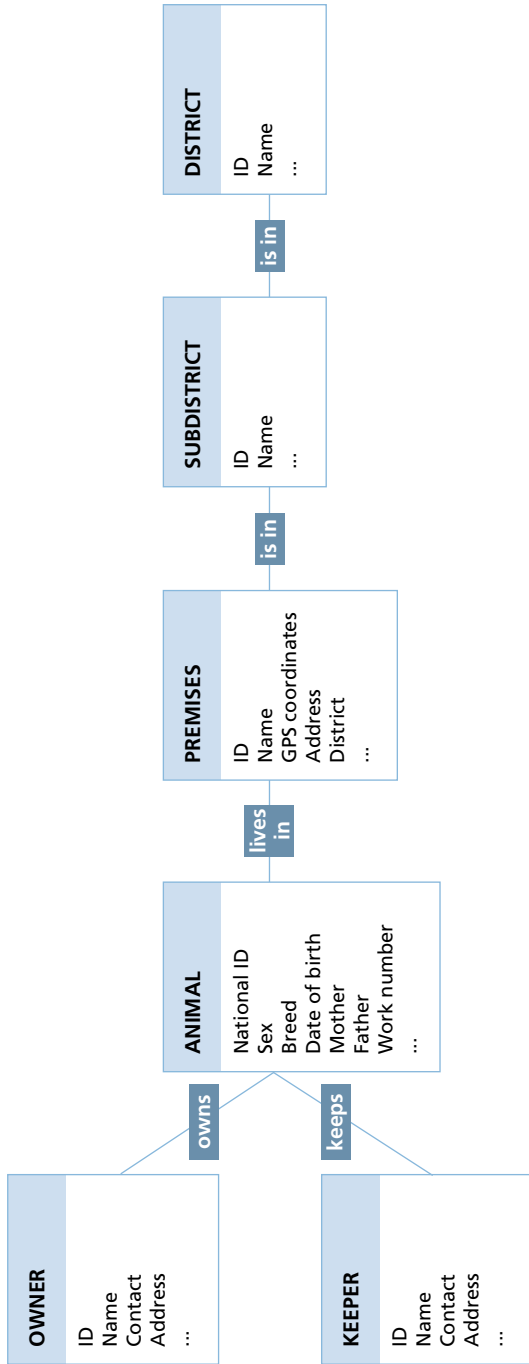 OWNER
ID
Name
Contact
Address
...
KEEPER
ID
Name
Contact
Address
...
owns
keeps
ANIMAL
National ID
Sex
Breed
Date of birth
Mother
Father
Work number
...
lives
in
PREMISES
ID
Name
GPS coordinates
Address
District
...
is in
SUBDISTRICT
ID
Name
...
is in
DISTRICT
ID
Name
...